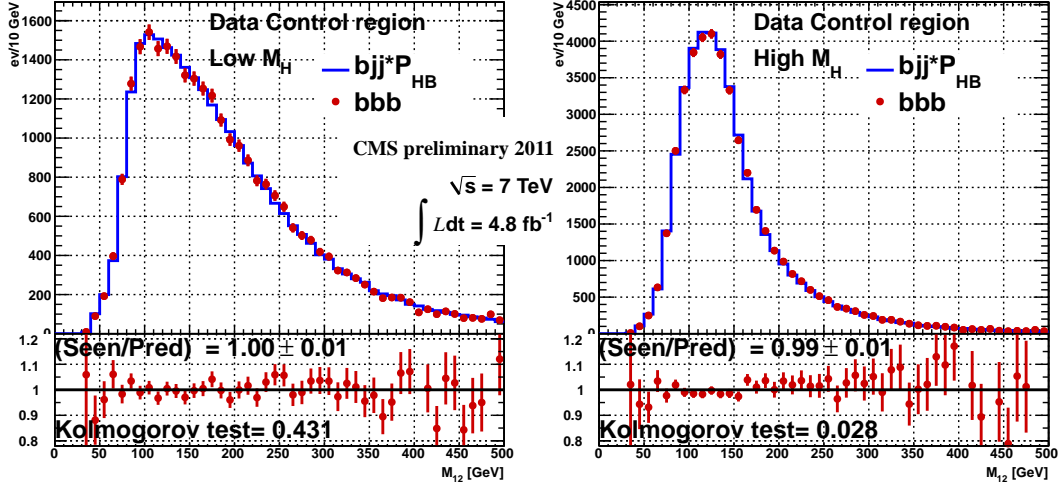 ev/10 GeV
1600
1400
1200
1000
800
600
400
200
0
Data Control region
Low M_H
bjj*P_HB
bbb
CMS preliminary 2011
√s = 7 TeV
∫ Ldt = 4.8 fb⁻¹
(Seen/Pred) = 1.00 ± 0.01
1.2
1.1
1
0.9
0.8
Kolmogorov test= 0.431
0 50 100 150 200 250 300 350 400 450 500
M_12 [GeV]
ev/10 GeV
4500
4000
3500
3000
2500
2000
1500
1000
500
0
Data Control region
High M_H
bjj*P_HB
bbb
(Seen/Pred) = 0.99 ± 0.01
1.2
1.1
1
0.9
0.8
Kolmogorov test= 0.028
0 50 100 150 200 250 300 350 400 450 500
M_12 [GeV]